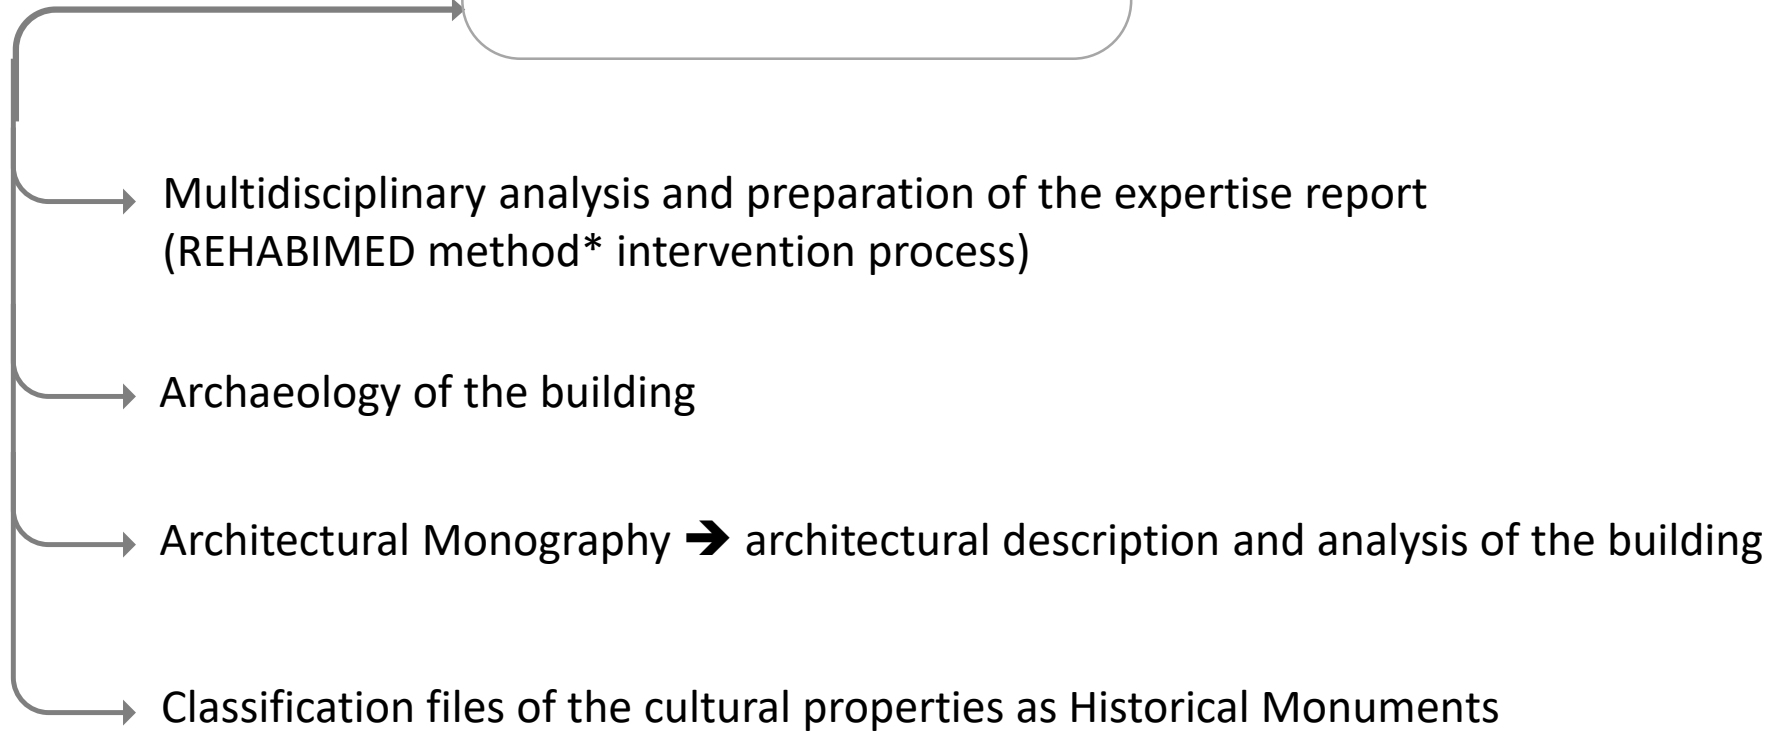 Multidisciplinary analysis and preparation of the expertise report
(REHABIMED method* intervention process)
Archaeology of the building
Architectural Monography ➔ architectural description and analysis of the building
Classification files of the cultural properties as Historical Monuments